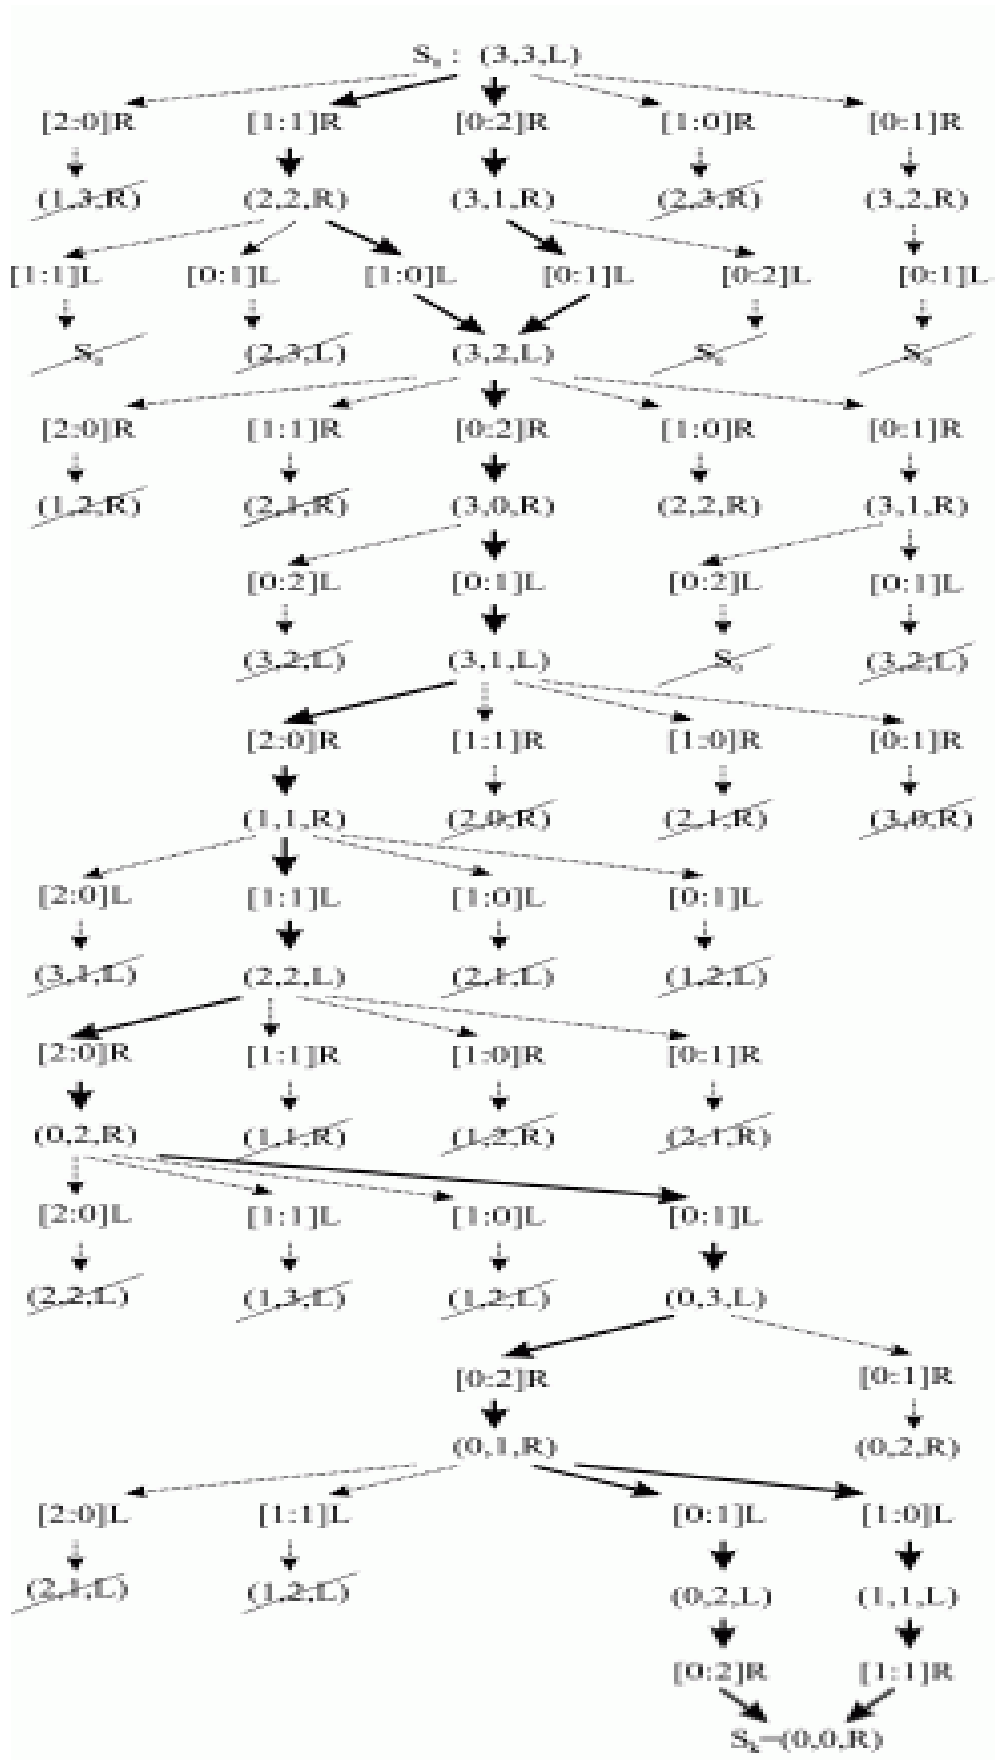 S₀ : (3,3,L)
[2:0]R [1:1]R [0:2]R [1:0]R [0:1]R
(1,3,R) (2,2,R) (3,1,R) (2,3,R) (3,2,R)
[1:1]L [0:1]L [1:0]L [0:1]L [0:2]L [0:1]L
S₀ (2,3,L) (3,2,L) S₀ S₀
[2:0]R [1:1]R [0:2]R [1:0]R [0:1]R
(1,2,R) (2,1,R) (3,0,R) (2,2,R) (3,1,R)
[0:2]L [0:1]L [0:2]L [0:1]L
(3,2,L) (3,1,L) S₀ (3,2,L)
[2:0]R [1:1]R [1:0]R [0:1]R
(1,1,R) (2,0,R) (2,1,R) (3,0,R)
[2:0]L [1:1]L [1:0]L [0:1]L
(3,1,L) (2,2,L) (2,1,L) (1,2,L)
[2:0]R [1:1]R [1:0]R [0:1]R
(0,2,R) (1,1,R) (1,2,R) (2,1,R)
[2:0]L [1:1]L [1:0]L [0:1]L
(2,2,L) (1,3,L) (1,2,L) (0,3,L)
[0:2]R [0:1]R
(0,1,R) (0,2,R)
[2:0]L [1:1]L [0:1]L [1:0]L
(2,1,L) (1,2,L) (0,2,L) (1,1,L)
[0:2]R [1:1]R
Sₖ=(0,0,R)